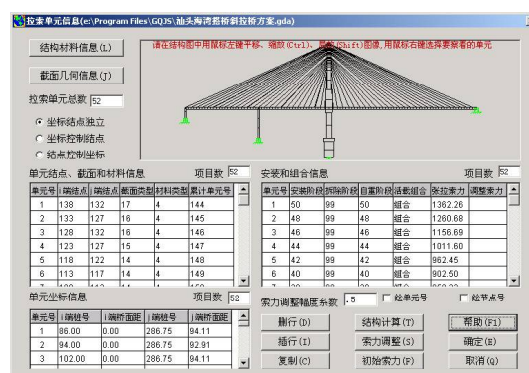 拉索单元信息(e:\Program Files\GQJS\汕头海湾搭桥斜拉桥方案.gda)
结构材料信息(L)
请在结构图中用鼠标左键平移、缩放(Ctrl)、(Shift)图像,用鼠标右键选择要察看的单元
截面几何信息(J)
拉索单元总数 52
坐标结点独立
坐标控制结点
结点控制坐标
单元结点、截面和材料信息 项目数 52
单元号 i端结点 j端结点 截面类型 材料类型 累计单元号
1 138 132 17 4 144
2 133 127 16 4 145
3 128 132 16 4 146
4 123 127 15 4 147
5 118 122 14 4 148
6 113 117 14 4 149
安装和组合信息 项目数 52
单元号 安装阶段 拆除阶段 自重阶段 活载组合 张拉索力 调整索力
1 50 99 50 组合 1362.26
2 48 99 48 组合 1260.68
3 46 99 46 组合 1156.69
4 44 99 44 组合 1011.60
5 42 99 42 组合 962.45
6 40 99 40 组合 902.50
单元坐标信息 项目数 52
单元号 i端桩号 i端桥面距 j端桩号 j端桥面距
1 86.00 0.00 286.75 94.11
2 94.00 0.00 286.75 92.91
3 102.00 0.00 286.75 94.11
索力调整幅度系数 .5 绘单元号 绘节点号
删行(D) 结构计算(T) 帮助(F1)
插行(I) 索力调整(S) 确定(E)
复制(C) 初始索力(F) 取消(Q)